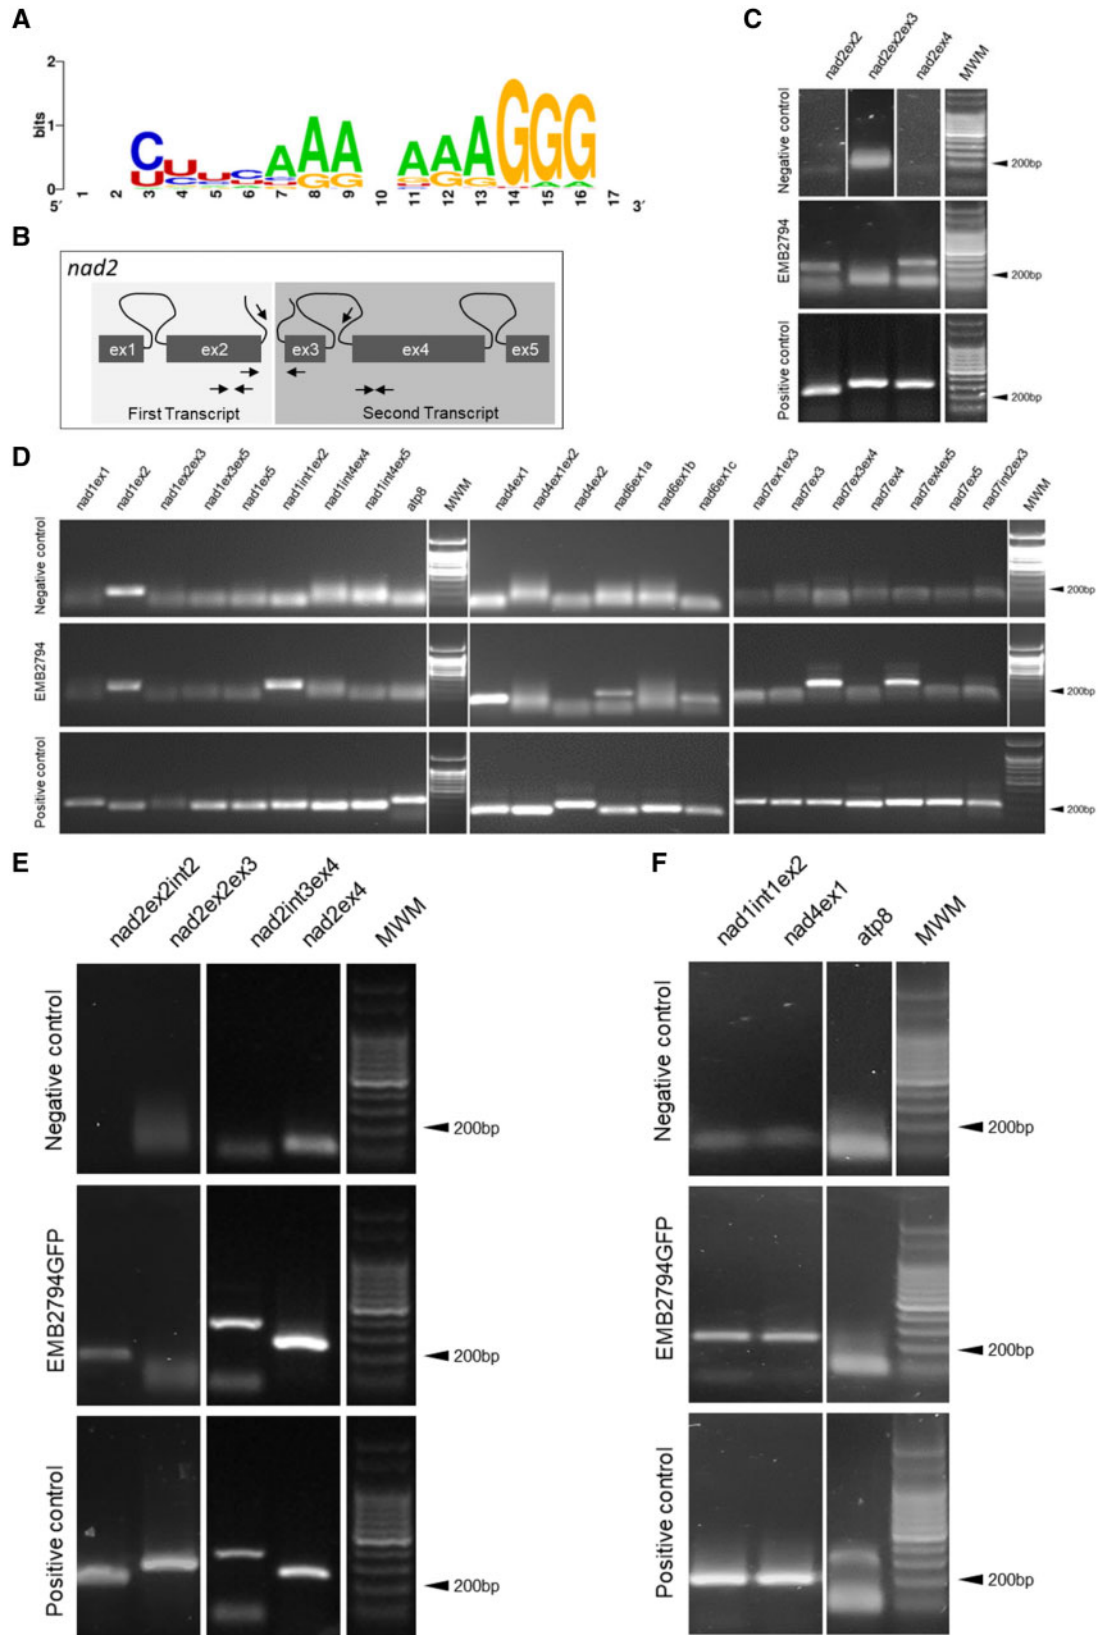 A
bits
2
1
0
C U U C A A A A A A G G G
1 2 3 4 5 6 7 8 9 10 11 12 13 14 15 16 17
5′ 3′
B
nad2
ex1 ex2 ex3 ex4 ex5
First Transcript Second Transcript
C
nad2ex2 nad2ex2ex3 nad2ex4 MWM
Negative control
200bp
EMB2794
200bp
Positive control
200bp
D
nad1ex1 nad1ex2 nad1ex2ex3 nad1ex3ex5 nad1ex5 nad1int1ex2 nad1int4ex4 nad1int4ex5 atp8 MWM nad4ex1 nad4ex1ex2 nad4ex2 nad6ex1a nad6ex1b nad6ex1c nad7ex1ex3 nad7ex3 nad7ex3ex4 nad7ex4 nad7ex4ex5 nad7ex5 nad7int2ex3 MWM
Negative control
200bp
EMB2794
200bp
Positive control
200bp
E
nad2ex2int2 nad2ex2ex3 nad2int3ex4 nad2ex4 MWM
Negative control
200bp
EMB2794GFP
200bp
Positive control
200bp
F
nad1int1ex2 nad4ex1 atp8 MWM
Negative control
200bp
EMB2794GFP
200bp
Positive control
200bp